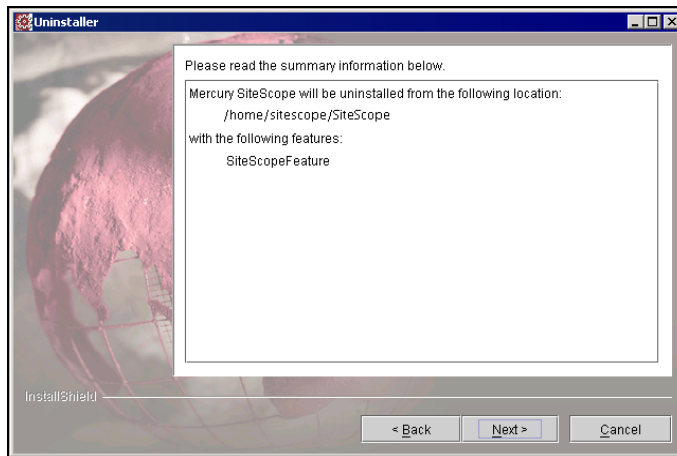 Uninstaller
Please read the summary information below.
Mercury SiteScope will be uninstalled from the following location:
/home/sitescope/SiteScope
with the following features:
SiteScopeFeature
InstallShield
< Back
Next >
Cancel